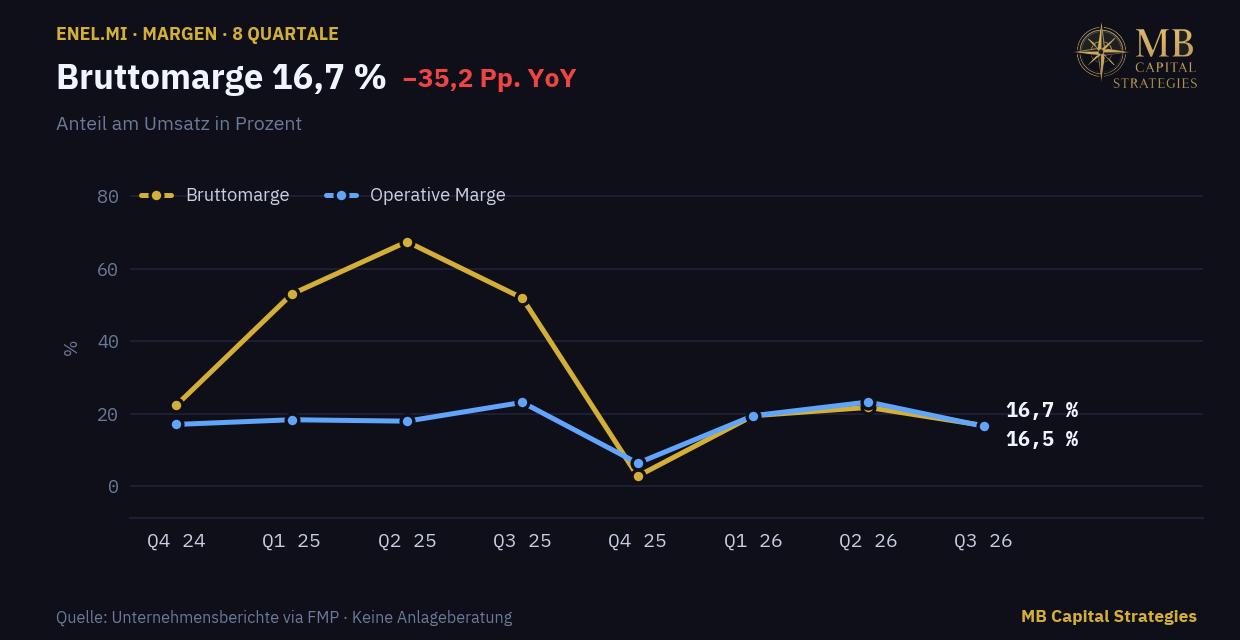 ENEL.MI · MARGEN · 8 QUARTALE
Bruttomarge 16,7 % −35,2 Pp. YoY
Anteil am Umsatz in Prozent
MB
CAPITAL
STRATEGIES
Bruttomarge
Operative Marge
80
60
40
20
0
%
16,7 %
16,5 %
Q4 24
Q1 25
Q2 25
Q3 25
Q4 25
Q1 26
Q2 26
Q3 26
Quelle: Unternehmensberichte via FMP · Keine Anlageberatung
MB Capital Strategies